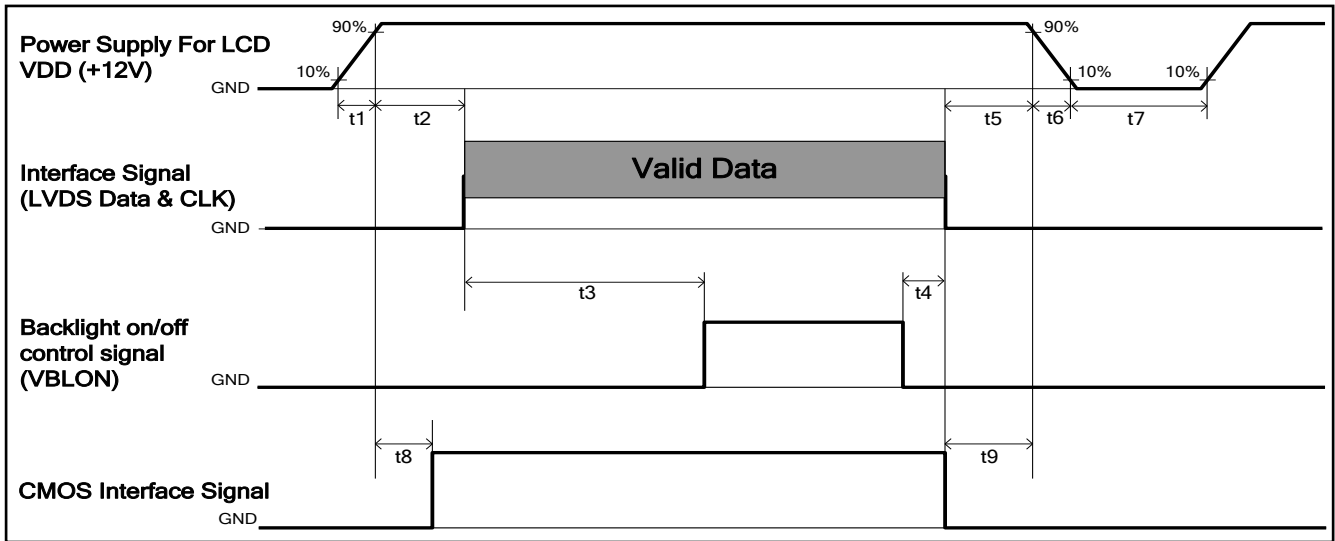 90%
90%
Power Supply For LCD
VDD (+12V)
10%
10%
10%
GND
t1
t2
t5
t6
t7
Valid Data
Interface Signal
(LVDS Data & CLK)
GND
t3
t4
Backlight on/off
control signal
(VBLON)
GND
t8
t9
CMOS Interface Signal
GND